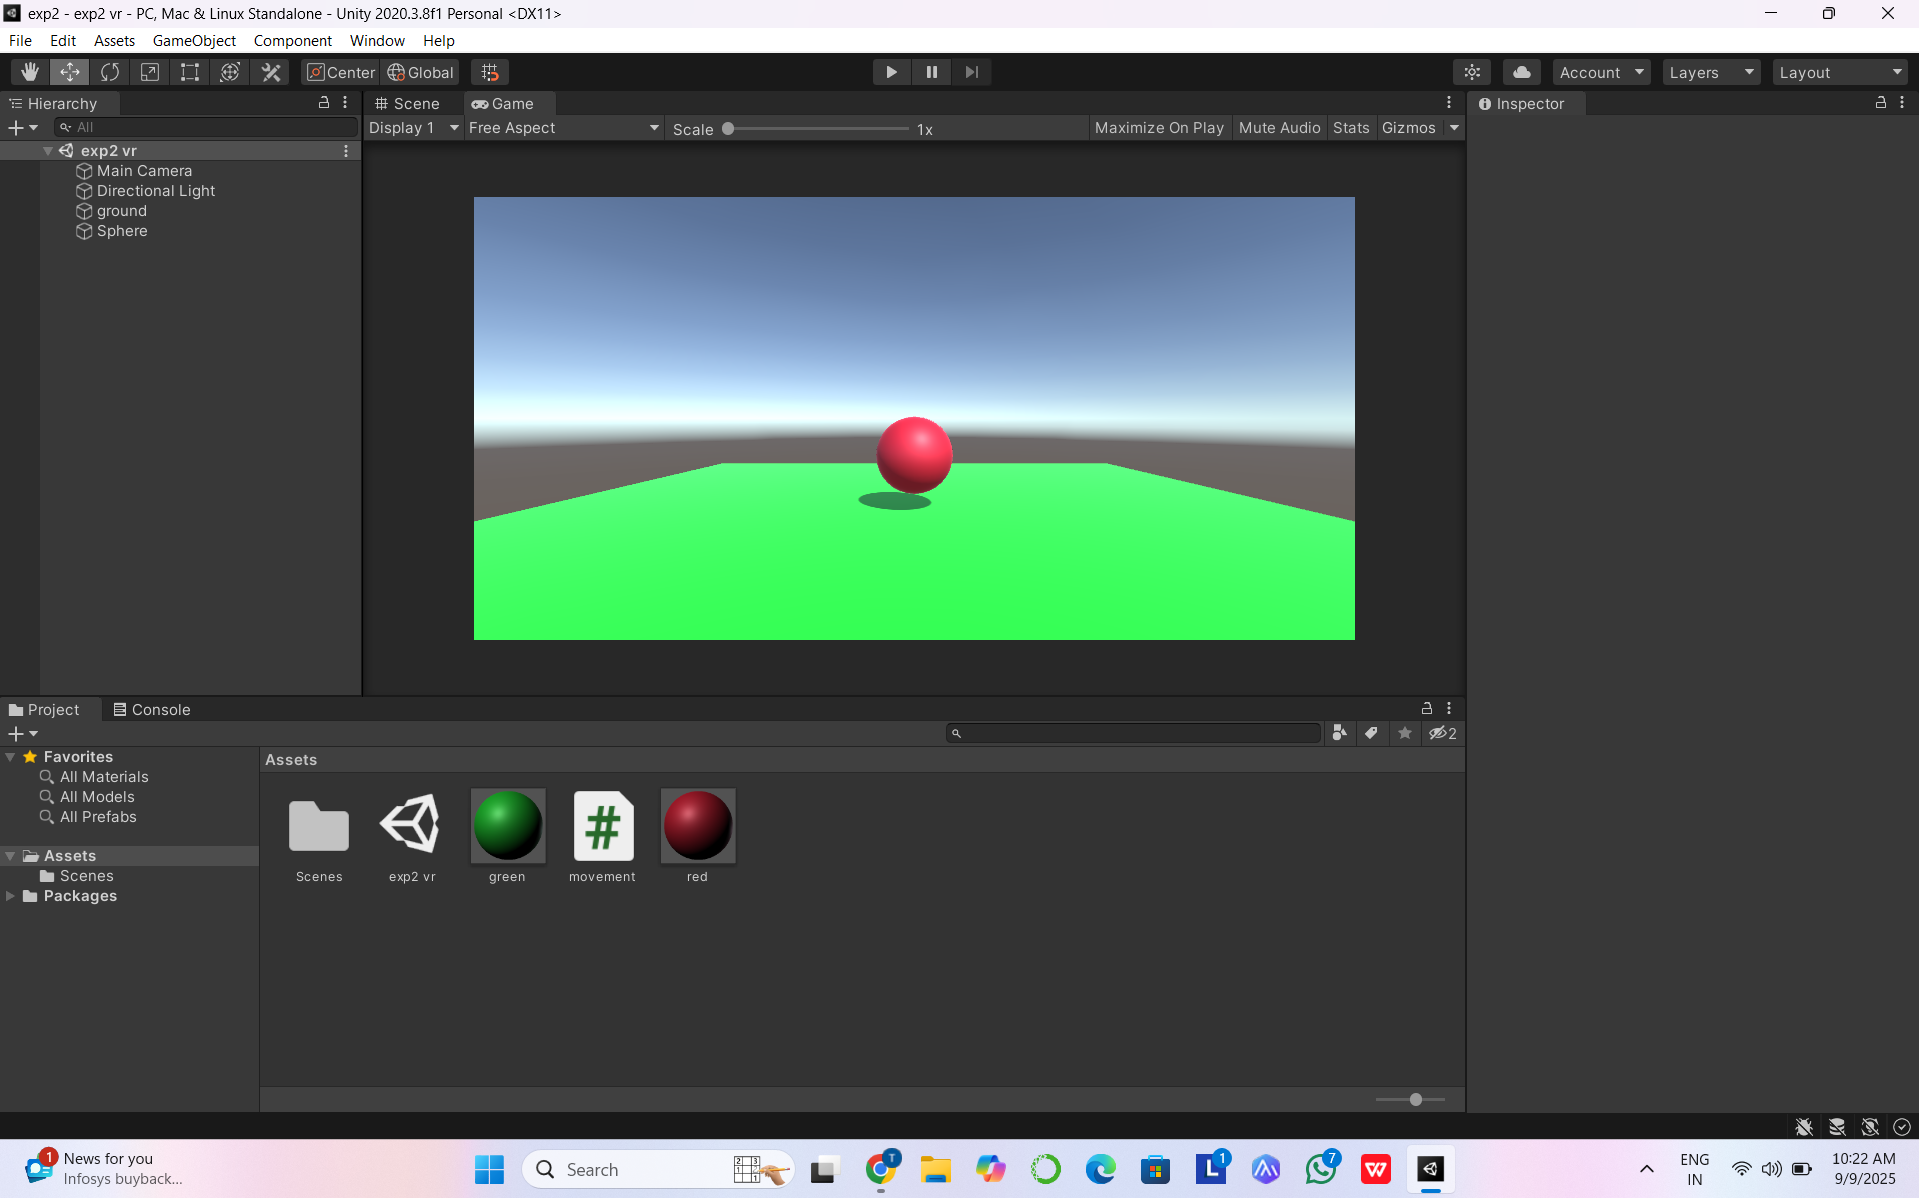 exp2 - exp2 vr - PC, Mac & Linux Standalone - Unity 2020.3.8f1 Personal <DX11>
File Edit Assets GameObject Component Window Help
Center Global Account Layers Layout
Hierarchy
All
exp2 vr
Main Camera
Directional Light
ground
Sphere
Scene Game
Display 1 Free Aspect Scale 1x Maximize On Play Mute Audio Stats Gizmos
Inspector
Project Console
2
Favorites
All Materials
All Models
All Prefabs
Assets
Scenes
Packages
Assets
Scenes exp2 vr green movement red
#
1
News for you
Infosys buyback...
Search
T
L
1
7
W
ENG
IN
10:22 AM
9/9/2025